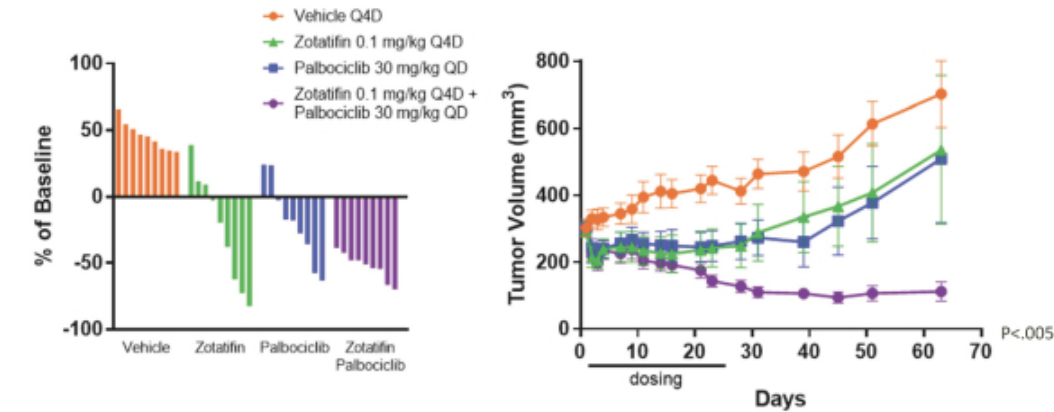 Vehicle Q4D
Zotatifin 0.1 mg/kg Q4D
Palbociclib 30 mg/kg QD
Zotatifin 0.1 mg/kg Q4D +
Palbociclib 30 mg/kg QD
% of Baseline
100
50
0
-50
-100
Vehicle Zotatifin Palbociclib Zotatifin
Palbociclib
Tumor Volume (mm³)
800
600
400
200
0
0 10 20 30 40 50 60 70
P<.005
dosing
Days